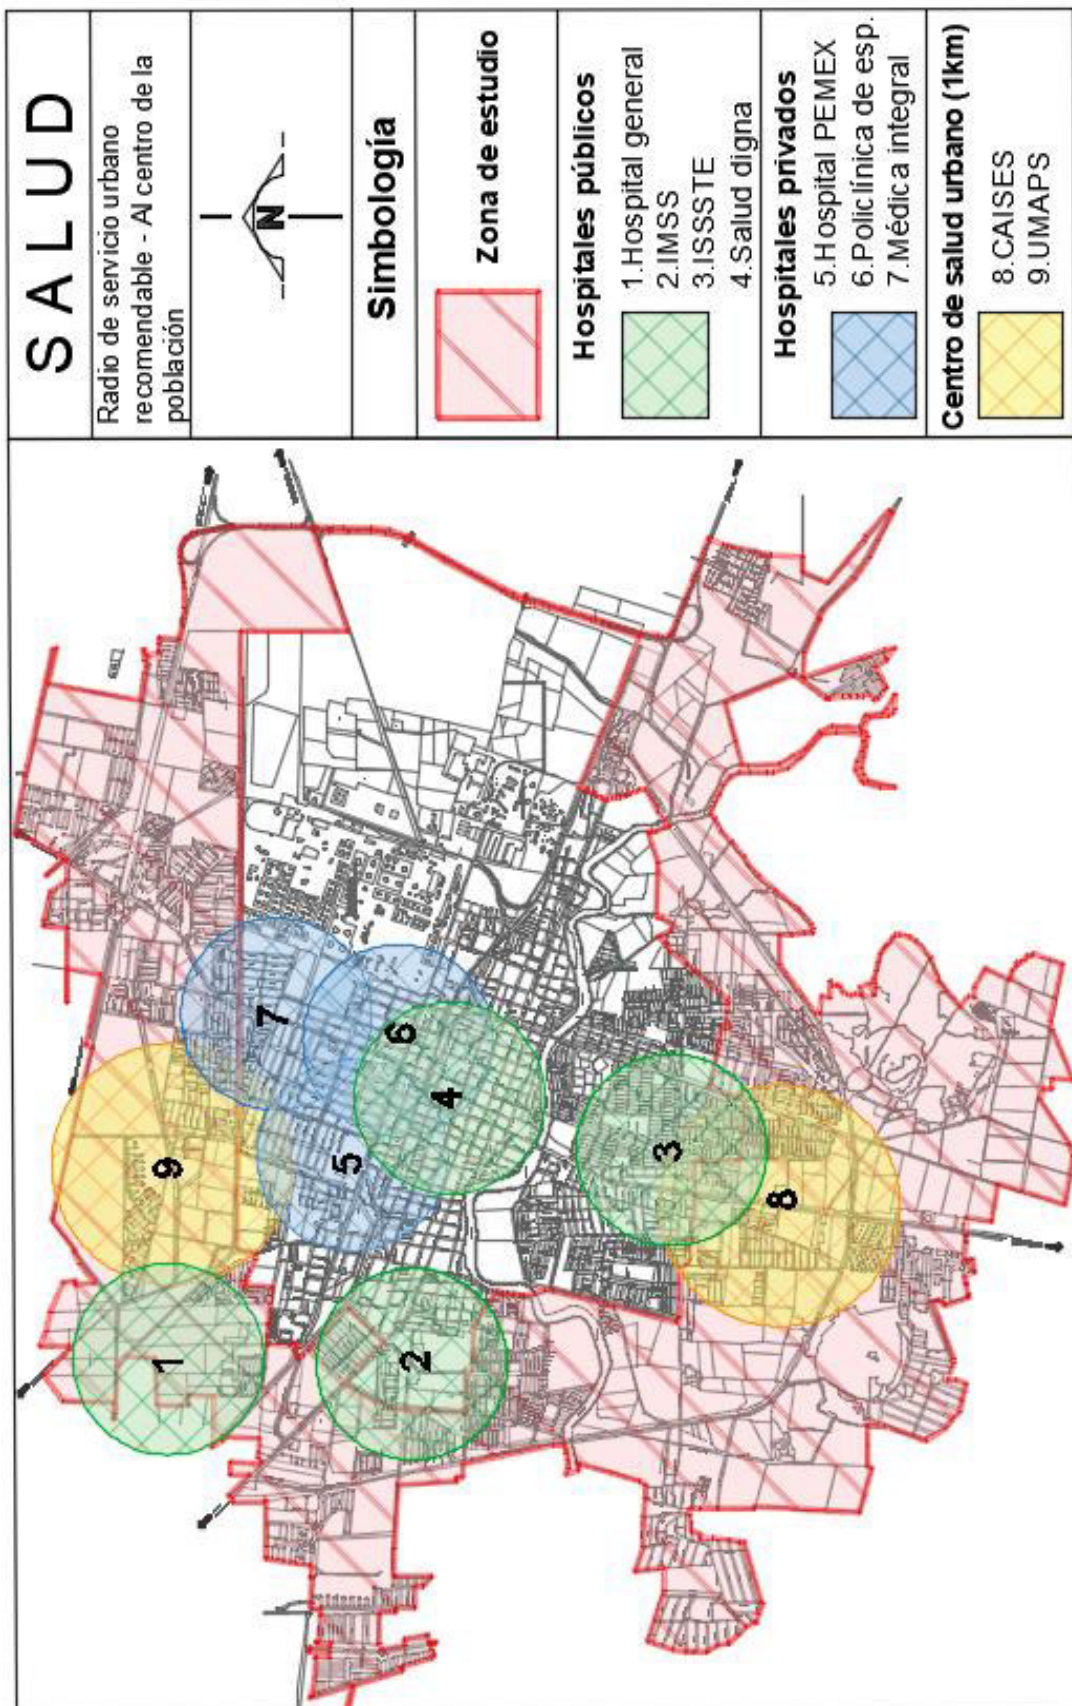 S A L U D
Radio de servicio urbano
recomendable - Al centro de la
población
N
Simbología
Zona de estudio
Hospitales públicos
1.Hospital general
2.IMSS
3.ISSSTE
4.Salud digna
Hospitales privados
5.Hospital PEMEX
6.Policlínica de esp.
7.Médica integral
Centro de salud urbano (1km)
8.CAISES
9.UMAPS
1
2
3
4
5
6
7
8
9